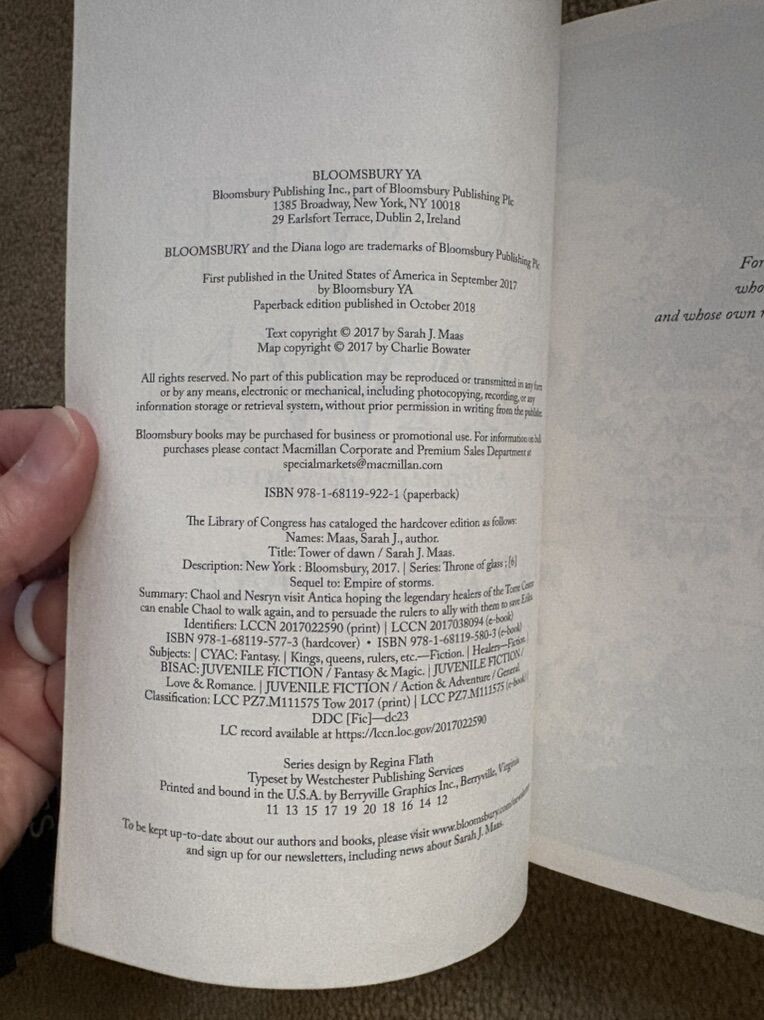 BLOOMSBURY YA
Bloomsbury Publishing Inc., part of Bloomsbury Publishing Plc
1385 Broadway, New York, NY 10018
29 Earlsfort Terrace, Dublin 2, Ireland
BLOOMSBURY and the Diana logo are trademarks of Bloomsbury Publishing Plc
First published in the United States of America in September 2017
by Bloomsbury YA
Paperback edition published in October 2018
Text copyright © 2017 by Sarah J. Maas
Map copyright © 2017 by Charlie Bowater
All rights reserved. No part of this publication may be reproduced or transmitted in any form
or by any means, electronic or mechanical, including photocopying, recording, or any
information storage or retrieval system, without prior permission in writing from the publisher.
Bloomsbury books may be purchased for business or promotional use. For information on bulk
purchases please contact Macmillan Corporate and Premium Sales Department at
specialmarkets@macmillan.com
ISBN 978-1-68119-922-1 (paperback)
The Library of Congress has cataloged the hardcover edition as follows:
Names: Maas, Sarah J., author.
Title: Tower of dawn / Sarah J. Maas.
Description: New York : Bloomsbury, 2017. | Series: Throne of glass ; [6]
Sequel to: Empire of storms.
Summary: Chaol and Nesryn visit Antica hoping the legendary healers of the Torre Cesme
can enable Chaol to walk again, and to persuade the rulers to ally with them to save Erilea.
Identifiers: LCCN 2017022590 (print) | LCCN 2017038094 (e-book)
ISBN 978-1-68119-577-3 (hardcover) • ISBN 978-1-68119-580-3 (e-book)
Subjects: | CYAC: Fantasy. | Kings, queens, rulers, etc.—Fiction. | Healers—Fiction. |
BISAC: JUVENILE FICTION / Fantasy & Magic. | JUVENILE FICTION /
Love & Romance. | JUVENILE FICTION / Action & Adventure / General.
Classification: LCC PZ7.M111575 Tow 2017 (print) | LCC PZ7.M111575 (e-book) |
DDC [Fic]—dc23
LC record available at https://lccn.loc.gov/2017022590
Series design by Regina Flath
Typeset by Westchester Publishing Services
Printed and bound in the U.S.A. by Berryville Graphics Inc., Berryville, Virginia
11 13 15 17 19 20 18 16 14 12
To be kept up-to-date about our authors and books, please visit
and sign up for our newsletters, including news about Sarah J. Maas.
For
who
and whose own